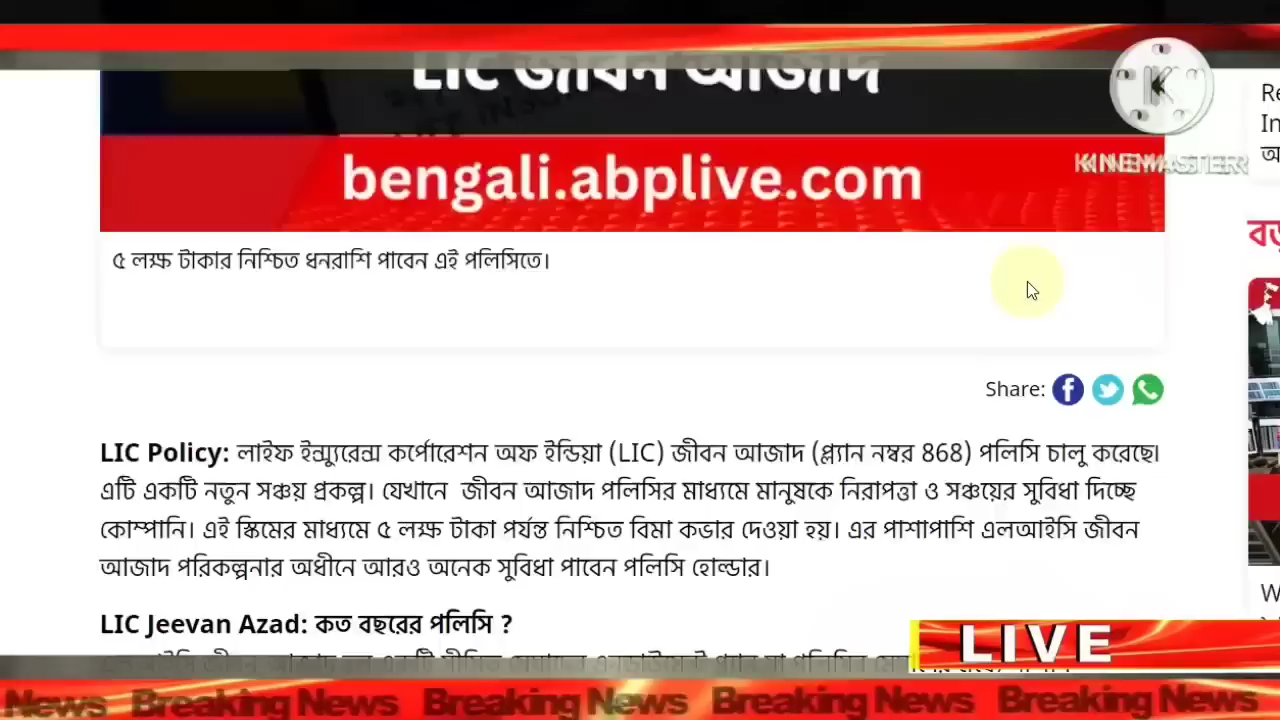 LIC জীবন আজাদ
KINEMASTER
bengali.abplive.com
৫ লক্ষ টাকার নিশ্চিত ধনরাশি পাবেন এই পলিসিতে।
Share:
LIC Policy: লাইফ ইন্স্যুরেন্স কর্পোরেশন অফ ইন্ডিয়া (LIC) জীবন আজাদ (প্ল্যান নম্বর 868) পলিসি চালু করেছে।
এটি একটি নতুন সঞ্চয় প্রকল্প। যেখানে জীবন আজাদ পলিসির মাধ্যমে মানুষকে নিরাপত্তা ও সঞ্চয়ের সুবিধা দিচ্ছে
কোম্পানি। এই স্কিমের মাধ্যমে ৫ লক্ষ টাকা পর্যন্ত নিশ্চিত বিমা কভার দেওয়া হয়। এর পাশাপাশি এলআইসি জীবন
আজাদ পরিকল্পনার অধীনে আরও অনেক সুবিধা পাবেন পলিসি হোল্ডার।
LIC Jeevan Azad: কত বছরের পলিসি ?
LIVE
News Breaking News Breaking News Breaking News Breaking News